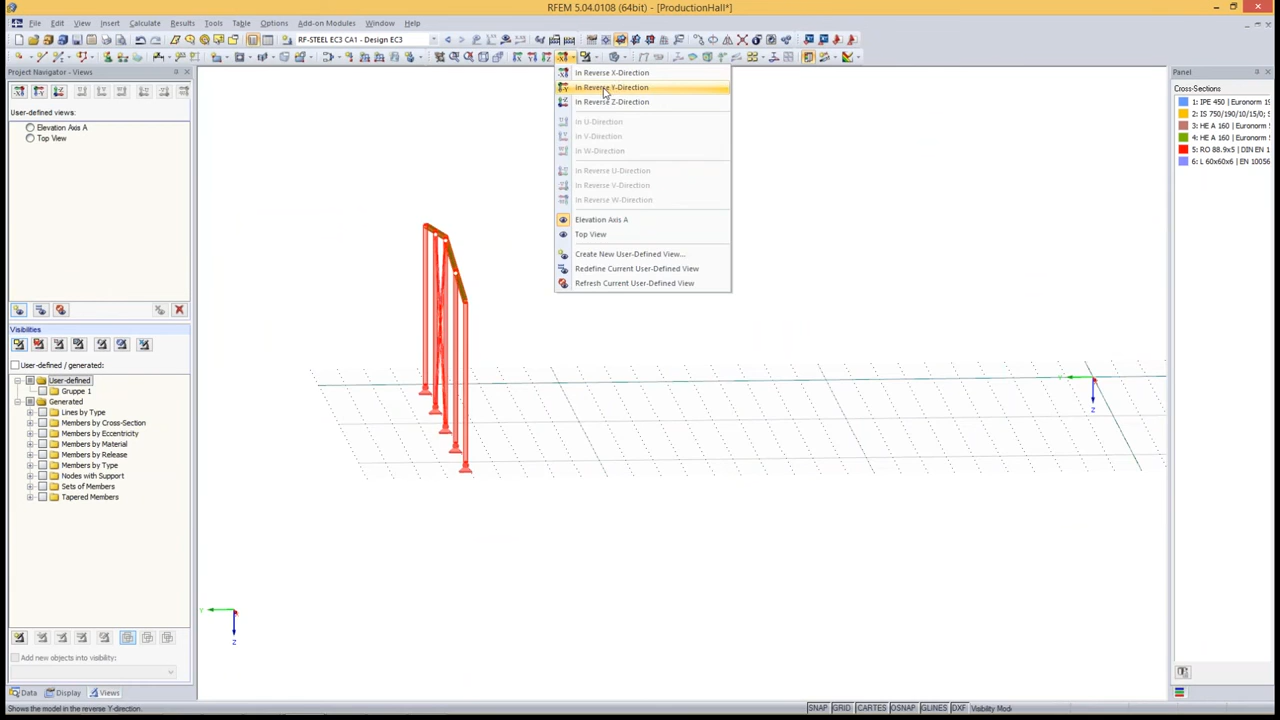 RFEM 5.04.0108 (64bit) - [ProductionHall*]
File Edit View Insert Calculate Results Tools Table Options Add-on Modules Window Help
RF-STEEL EC3 CA1 - Design EC3
Project Navigator - Views
User-defined views:
Elevation Axis A
Top View
Visibilities
User-defined / generated:
User-defined
Gruppe 1
Generated
Lines by Type
Members by Cross-Section
Members by Eccentricity
Members by Material
Members by Release
Members by Type
Nodes with Support
Sets of Members
Tapered Members
Add new objects into visibility:
Data Display Views
In Reverse X-Direction
In Reverse Y-Direction
In Reverse Z-Direction
In U-Direction
In V-Direction
In W-Direction
In Reverse U-Direction
In Reverse V-Direction
In Reverse W-Direction
Elevation Axis A
Top View
Create New User-Defined View...
Redefine Current User-Defined View
Refresh Current User-Defined View
Y
Z
Y
Z
Panel
Cross-Sections
1: IPE 450 | Euronorm 19
2: IS 750/190/10/15/0;
3: HE A 160 | Euronorm
4: HE A 160 | Euronorm
5: RO 88.9x5 | DIN EN 1
6: L 60x60x6 | EN 10056
Shows the model in the reverse Y-direction.
SNAP GRID CARTES OSNAP GLINES DXF Visibility Mod